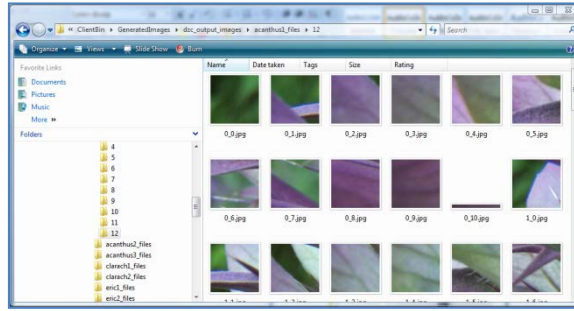 « ClientBin ▸ GeneratedImages ▸ dzc_output_images ▸ acanthus1_files ▸ 12
Search
Organize Views Slide Show Burn
Favorite Links
Documents
Pictures
Music
More »
Folders
4
5
6
7
8
9
10
11
12
acanthus2_files
acanthus3_files
clarach1_files
clarach2_files
eric1_files
eric2_files
Name Date taken Tags Size Rating
0_0.jpg 0_1.jpg 0_2.jpg 0_3.jpg 0_4.jpg 0_5.jpg
0_6.jpg 0_7.jpg 0_8.jpg 0_9.jpg 0_10.jpg 1_0.jpg